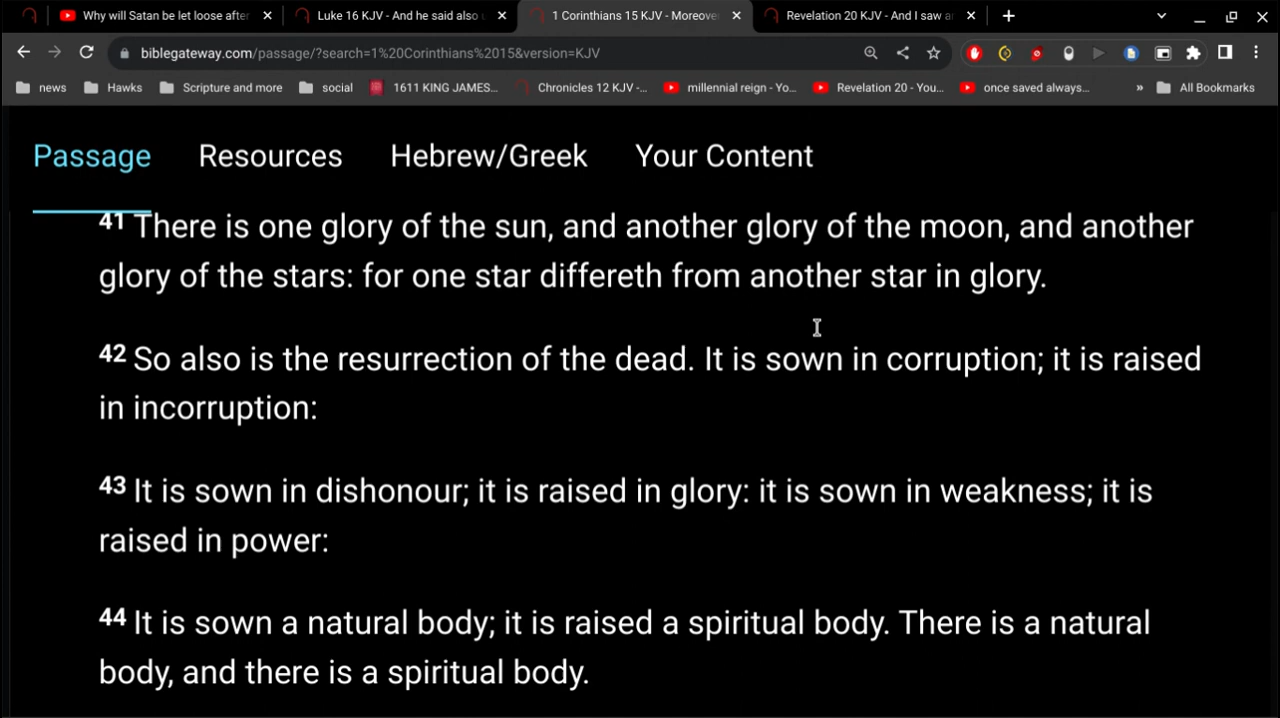 Why will Satan be let loose after
Luke 16 KJV - And he said also u
1 Corinthians 15 KJV - Moreove
Revelation 20 KJV - And I saw a
biblegateway.com/passage/?search=1%20Corinthians%2015&version=KJV
news
Hawks
Scripture and more
social
1611 KING JAMES...
Chronicles 12 KJV -...
millennial reign - Yo...
Revelation 20 - You...
once saved always...
»
All Bookmarks
Passage
Resources
Hebrew/Greek
Your Content
41 There is one glory of the sun, and another glory of the moon, and another
glory of the stars: for one star differeth from another star in glory.
42 So also is the resurrection of the dead. It is sown in corruption; it is raised
in incorruption:
43 It is sown in dishonour; it is raised in glory: it is sown in weakness; it is
raised in power:
44 It is sown a natural body; it is raised a spiritual body. There is a natural
body, and there is a spiritual body.